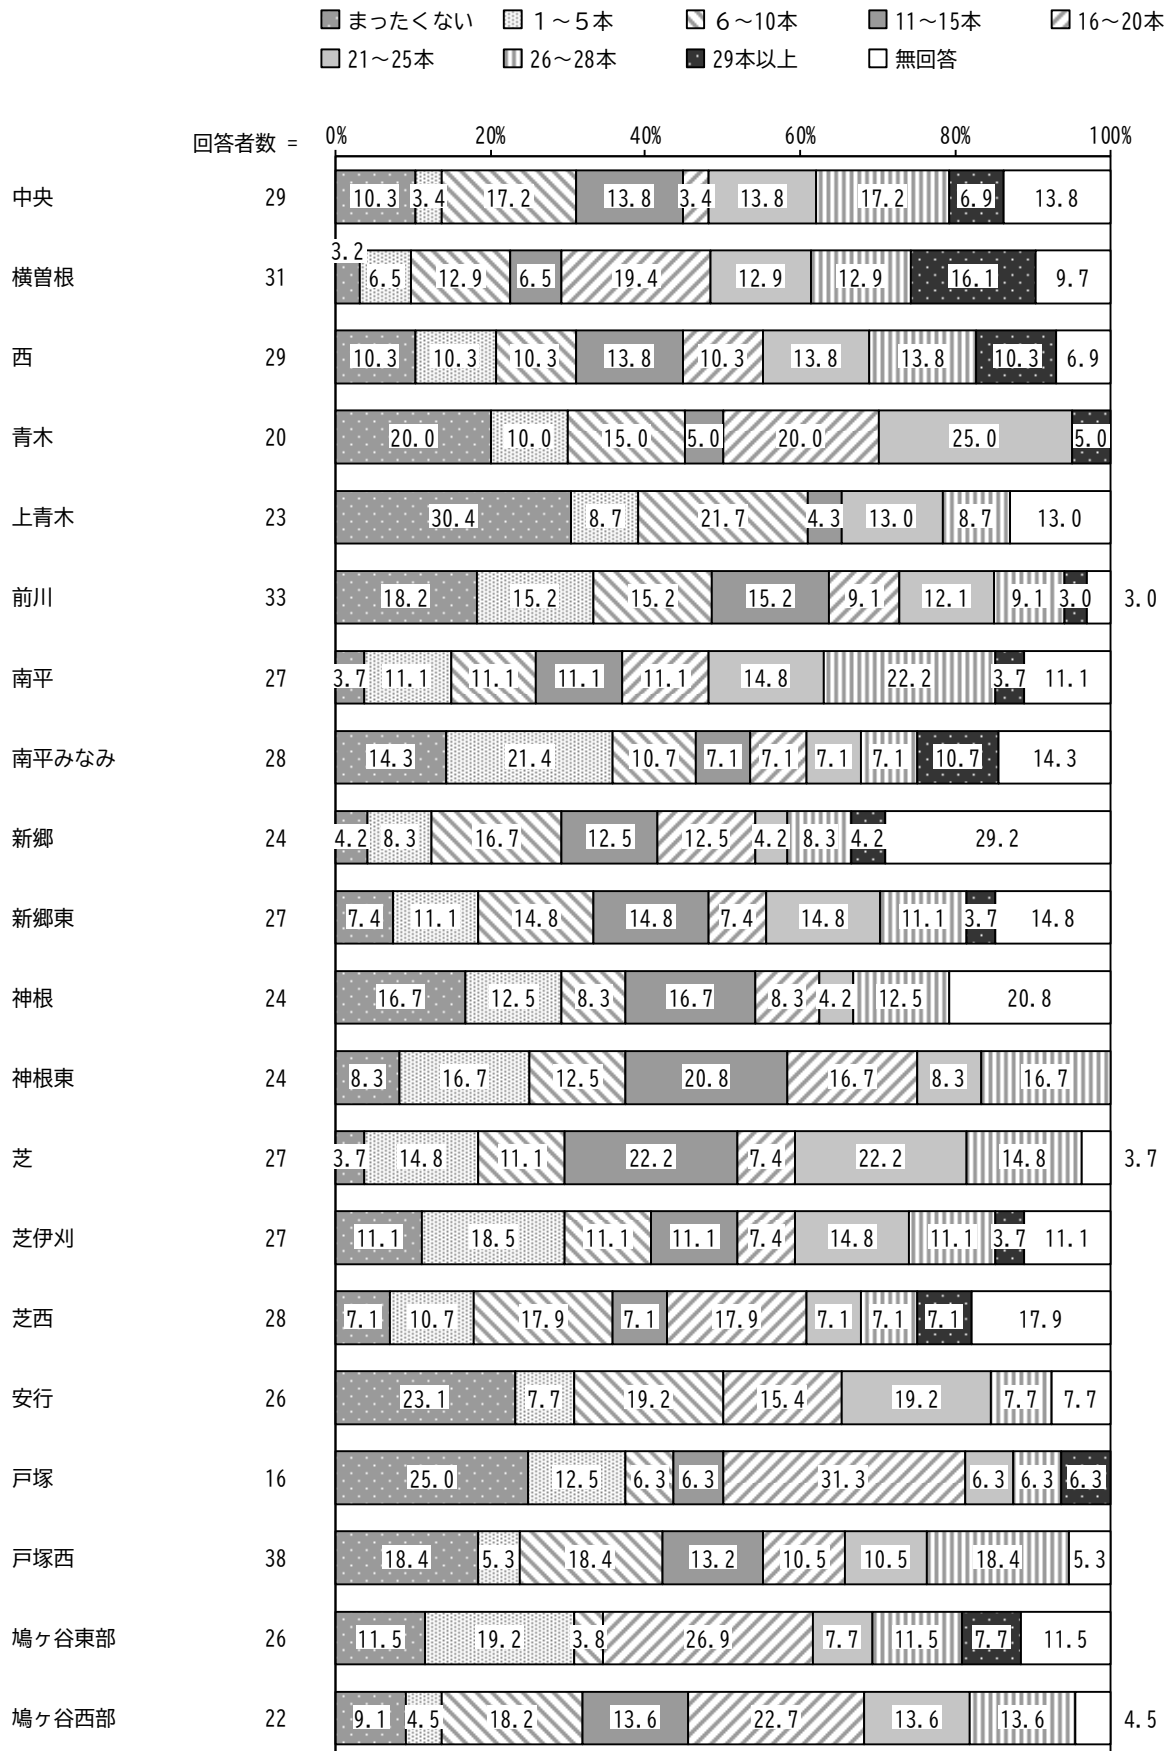 まったくない 1～5本 6～10本 11～15本 16～20本
21～25本 26～28本 29本以上 無回答
回答者数 = 0% 20% 40% 60% 80% 100%
中央 29 10.3 3.4 17.2 13.8 3.4 13.8 17.2 6.9 13.8
横曽根 31 3.2 6.5 12.9 6.5 19.4 12.9 12.9 16.1 9.7
西 29 10.3 10.3 10.3 13.8 10.3 13.8 13.8 10.3 6.9
青木 20 20.0 10.0 15.0 5.0 20.0 25.0 5.0
上青木 23 30.4 8.7 21.7 4.3 13.0 8.7 13.0
前川 33 18.2 15.2 15.2 15.2 9.1 12.1 9.1 3.0 3.0
南平 27 3.7 11.1 11.1 11.1 11.1 14.8 22.2 3.7 11.1
南平みなみ 28 14.3 21.4 10.7 7.1 7.1 7.1 7.1 10.7 14.3
新郷 24 4.2 8.3 16.7 12.5 12.5 4.2 8.3 4.2 29.2
新郷東 27 7.4 11.1 14.8 14.8 7.4 14.8 11.1 3.7 14.8
神根 24 16.7 12.5 8.3 16.7 8.3 4.2 12.5 20.8
神根東 24 8.3 16.7 12.5 20.8 16.7 8.3 16.7
芝 27 3.7 14.8 11.1 22.2 7.4 22.2 14.8 3.7
芝伊刈 27 11.1 18.5 11.1 11.1 7.4 14.8 11.1 3.7 11.1
芝西 28 7.1 10.7 17.9 7.1 17.9 7.1 7.1 7.1 17.9
安行 26 23.1 7.7 19.2 15.4 19.2 7.7 7.7
戸塚 16 25.0 12.5 6.3 6.3 31.3 6.3 6.3 6.3
戸塚西 38 18.4 5.3 18.4 13.2 10.5 10.5 18.4 5.3
鳩ヶ谷東部 26 11.5 19.2 3.8 26.9 7.7 11.5 7.7 11.5
鳩ヶ谷西部 22 9.1 4.5 18.2 13.6 22.7 13.6 13.6 4.5